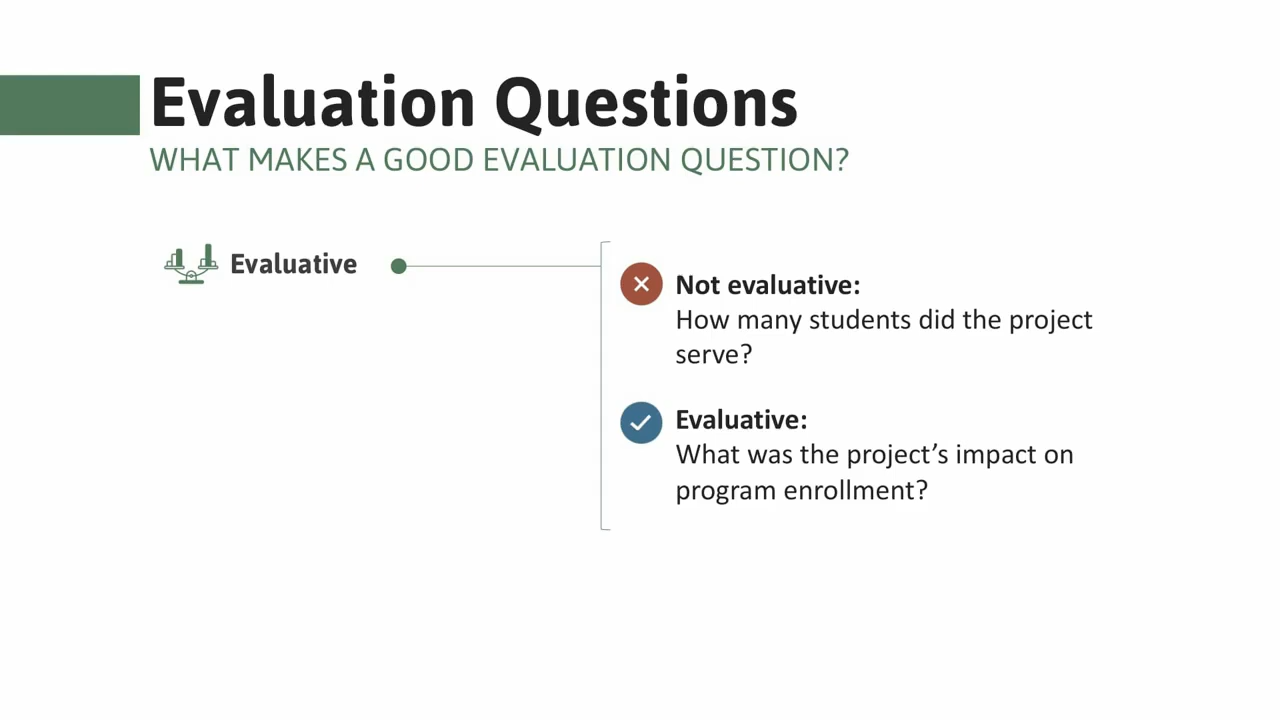 Evaluation Questions
WHAT MAKES A GOOD EVALUATION QUESTION?
Evaluative
Not evaluative:
How many students did the project
serve?
Evaluative:
What was the project’s impact on
program enrollment?